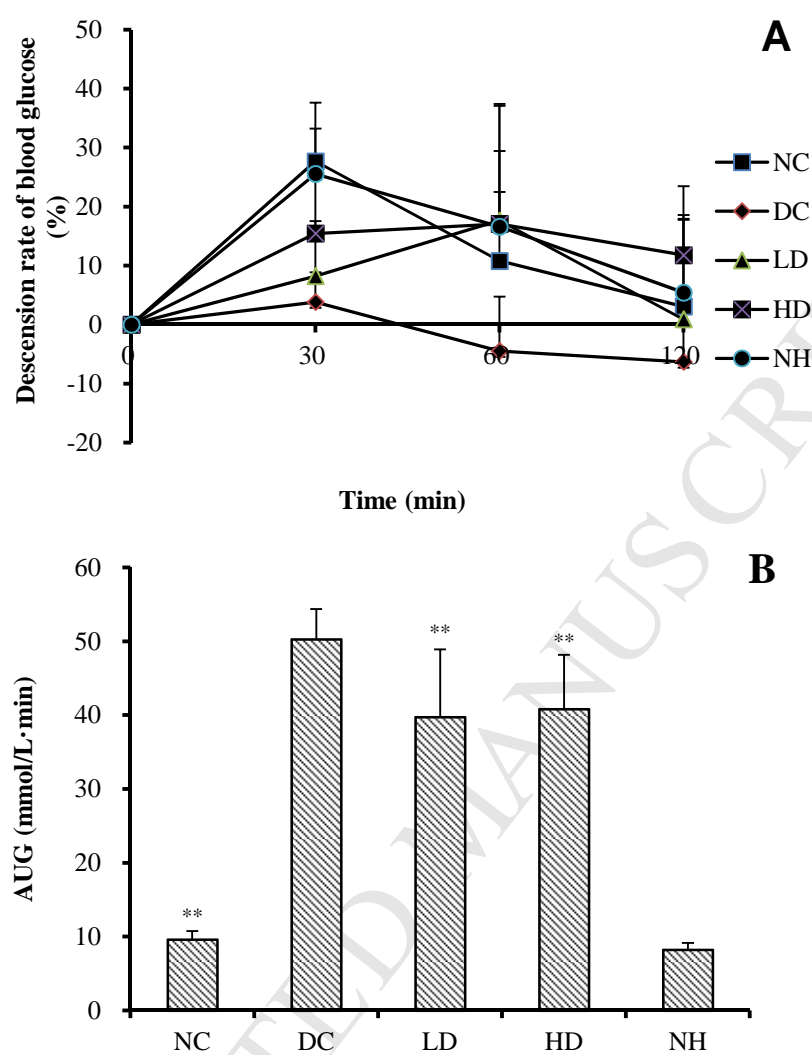 50
A
40
30
20
10
0
-10
-20
Descension rate of blood glucose
(%)
0
30
60
120
NC
DC
LD
HD
NH
Time (min)
60
B
50
40
30
20
10
0
AUG (mmol/L·min)
**
**
**
NC
DC
LD
HD
NH